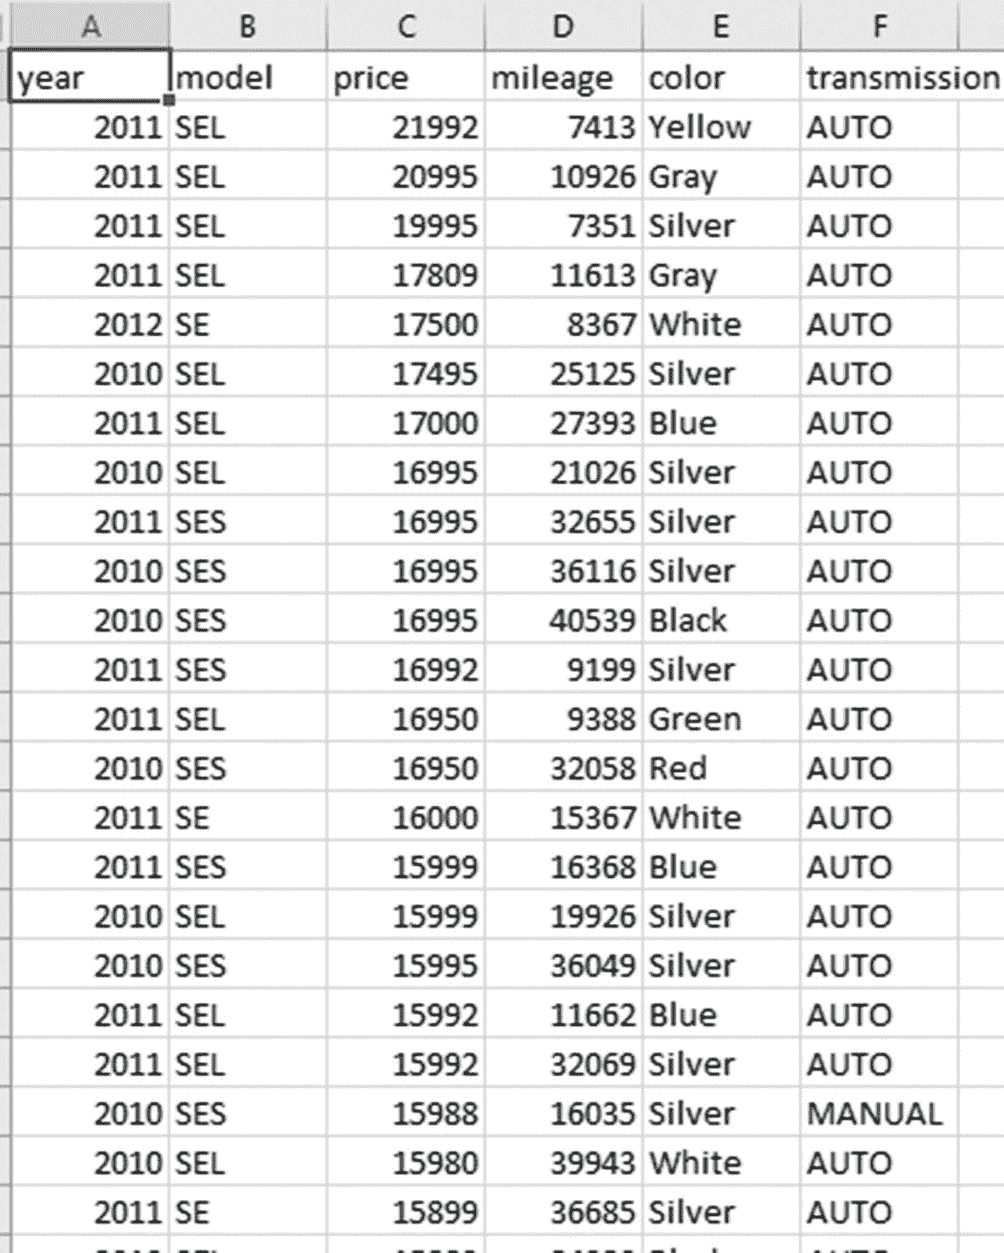 A B C D E F
year model price mileage color transmission
2011 SEL 21992 7413 Yellow AUTO
2011 SEL 20995 10926 Gray AUTO
2011 SEL 19995 7351 Silver AUTO
2011 SEL 17809 11613 Gray AUTO
2012 SE 17500 8367 White AUTO
2010 SEL 17495 25125 Silver AUTO
2011 SEL 17000 27393 Blue AUTO
2010 SEL 16995 21026 Silver AUTO
2011 SES 16995 32655 Silver AUTO
2010 SES 16995 36116 Silver AUTO
2010 SES 16995 40539 Black AUTO
2011 SES 16992 9199 Silver AUTO
2011 SEL 16950 9388 Green AUTO
2010 SES 16950 32058 Red AUTO
2011 SE 16000 15367 White AUTO
2011 SES 15999 16368 Blue AUTO
2010 SEL 15999 19926 Silver AUTO
2010 SES 15995 36049 Silver AUTO
2011 SEL 15992 11662 Blue AUTO
2011 SEL 15992 32069 Silver AUTO
2010 SES 15988 16035 Silver MANUAL
2010 SEL 15980 39943 White AUTO
2011 SE 15899 36685 Silver AUTO